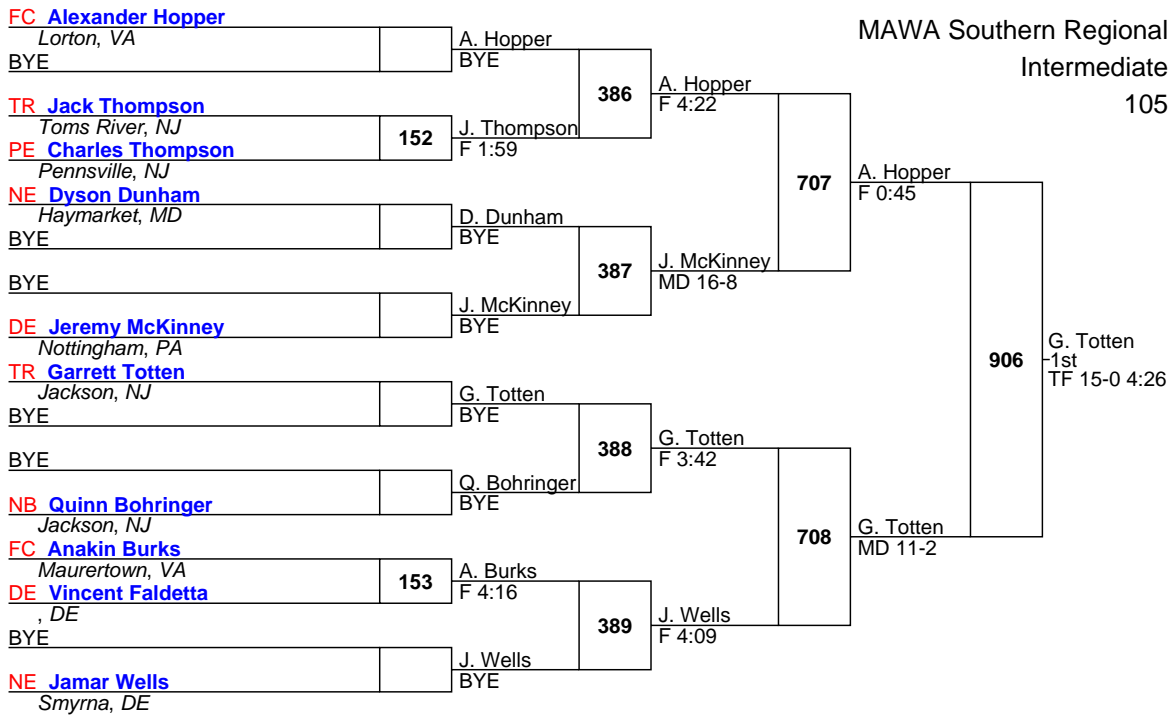 MAWA Southern Regional
Intermediate
105
FC Alexander Hopper
Lorton, VA
BYE
TR Jack Thompson
Toms River, NJ
PE Charles Thompson
Pennsville, NJ
NE Dyson Dunham
Haymarket, MD
BYE
BYE
DE Jeremy McKinney
Nottingham, PA
TR Garrett Totten
Jackson, NJ
BYE
BYE
NB Quinn Bohringer
Jackson, NJ
FC Anakin Burks
Maurertown, VA
DE Vincent Faldetta
, DE
BYE
NE Jamar Wells
Smyrna, DE
152
153
A. Hopper
BYE
J. Thompson
F 1:59
D. Dunham
BYE
J. McKinney
BYE
G. Totten
BYE
Q. Bohringer
BYE
A. Burks
F 4:16
J. Wells
BYE
386
387
388
389
A. Hopper
F 4:22
J. McKinney
MD 16-8
G. Totten
F 3:42
J. Wells
F 4:09
707
708
A. Hopper
F 0:45
G. Totten
MD 11-2
906
G. Totten
1st
TF 15-0 4:26